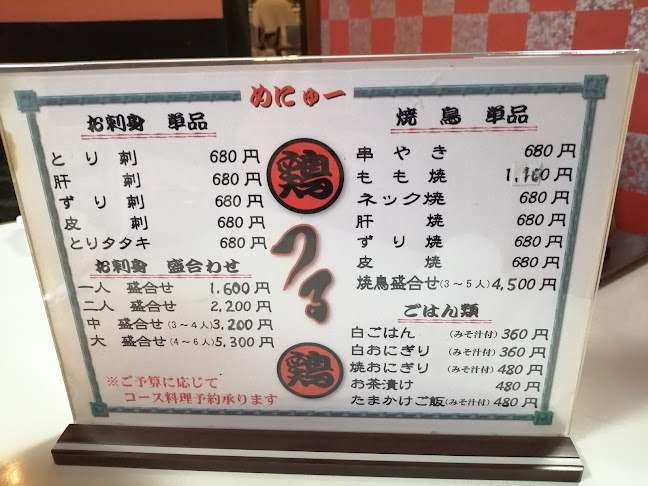 めにゅー
お刺身 単品
とり刺 680円
肝刺 680円
ずり刺 680円
皮刺 680円
とりタタキ 680円
お刺身 盛合わせ
一人 盛合せ 1,600円
二人 盛合せ 2,200円
中 盛合せ(3～4人)3,200円
大 盛合せ(4～6人)5,300円
※ご予算に応じて
コース料理予約承ります
鶏
つる
鶏
焼鳥 単品
串やき 680円
もも焼 1,160円
ネック焼 680円
肝焼 680円
ずり焼 680円
皮焼 680円
焼鳥盛合せ(3～5人)4,500円
ごはん類
白ごはん (みそ汁付)360円
白おにぎり (みそ汁付)360円
焼おにぎり (みそ汁付)480円
お茶漬け 480円
たまかけご飯(みそ汁付)480円